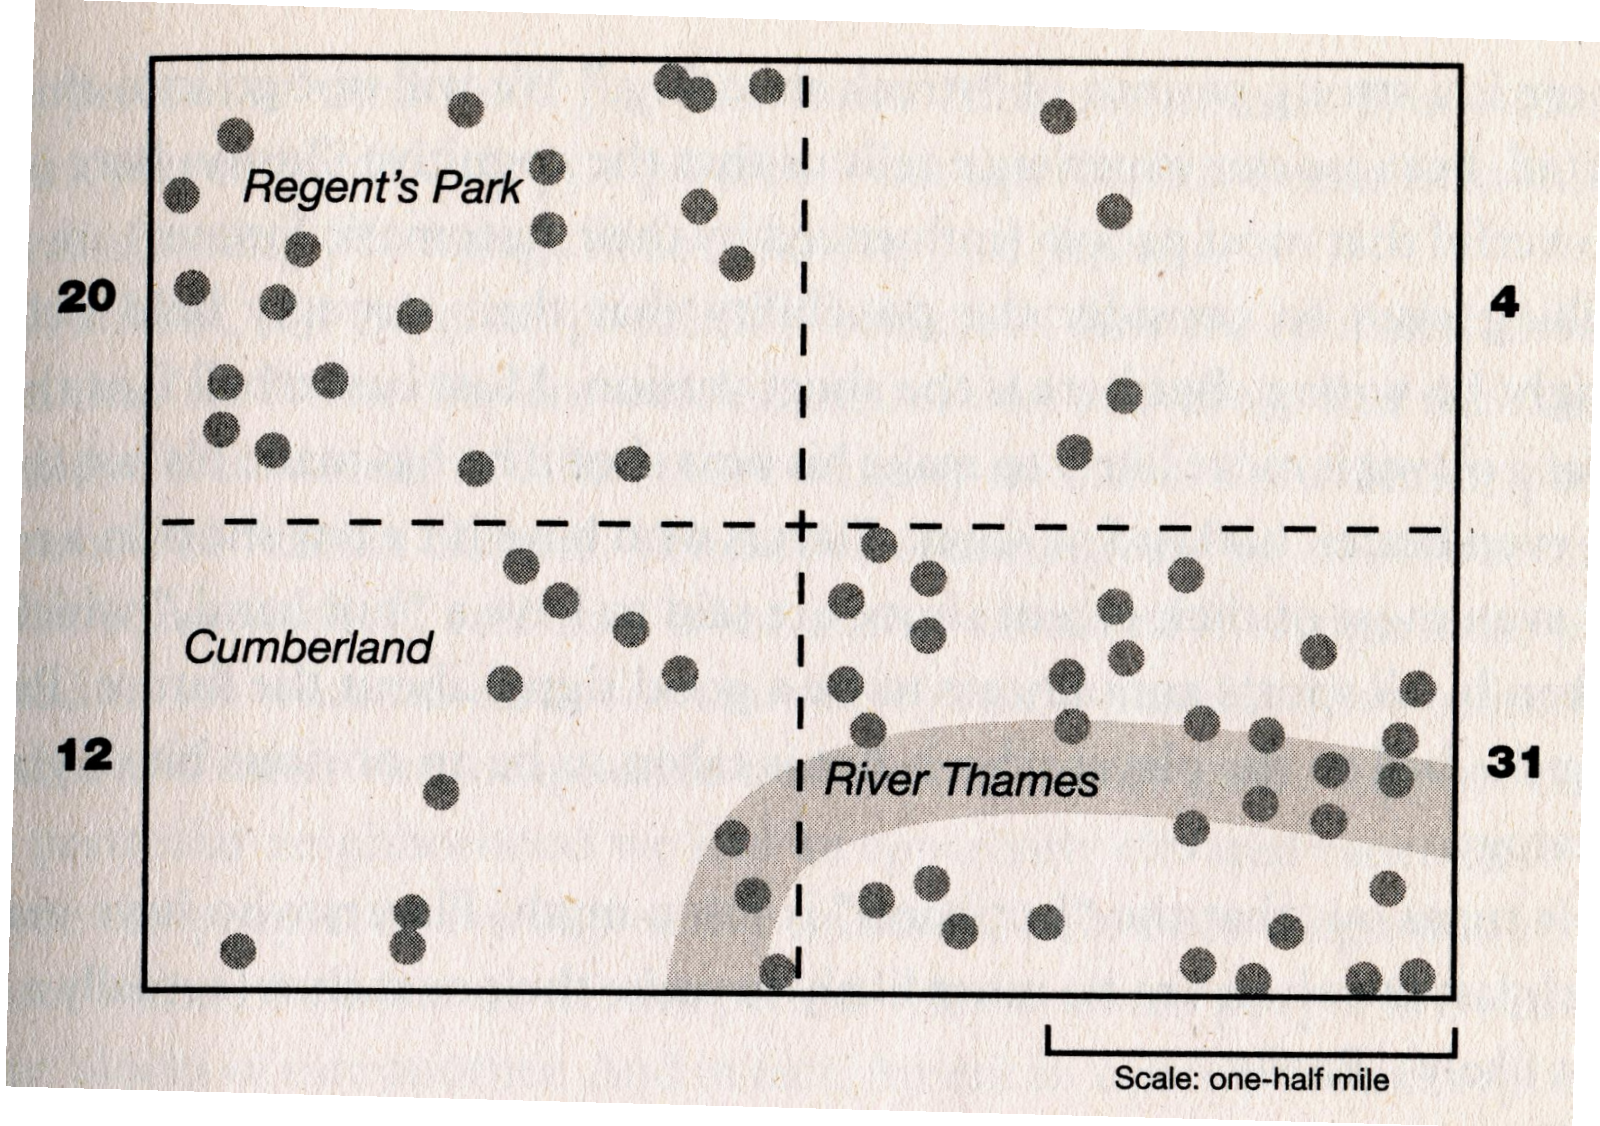 Regent's Park
20
4
Cumberland
12
River Thames
31
Scale: one-half mile